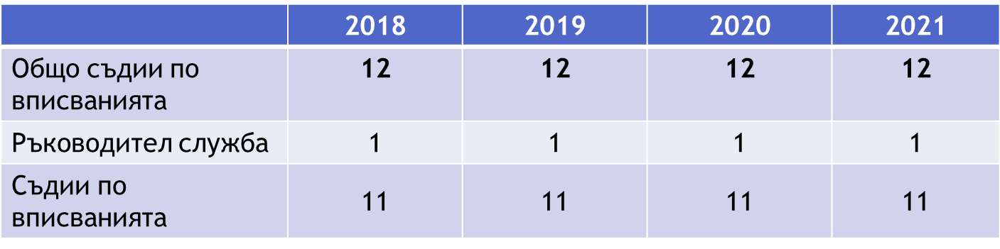 2018 2019 2020 2021
Общо съдии по 12 12 12 12
вписванията
Ръководител служба 1 1 1 1
Съдии по
вписванията 11 11 11 11